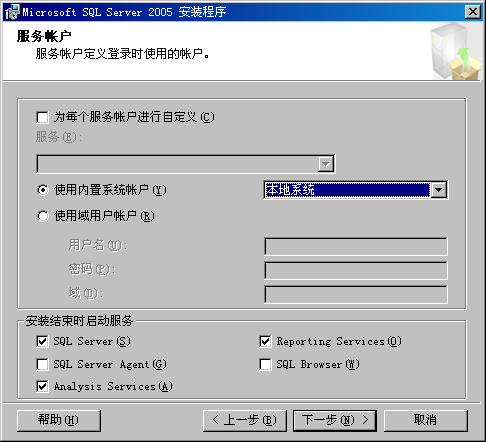 Microsoft SQL Server 2005 安装程序
服务帐户
服务帐户定义登录时使用的帐户。
为每个服务帐户进行自定义(C)
服务(E):
使用内置系统帐户(Y)
本地系统
使用域用户帐户(R)
用户名(U):
密码(P):
域(D):
安装结束时启动服务
SQL Server(S)
Reporting Services(O)
SQL Server Agent(G)
SQL Browser(W)
Analysis Services(A)
帮助(H)
< 上一步(B)
下一步(N) >
取消